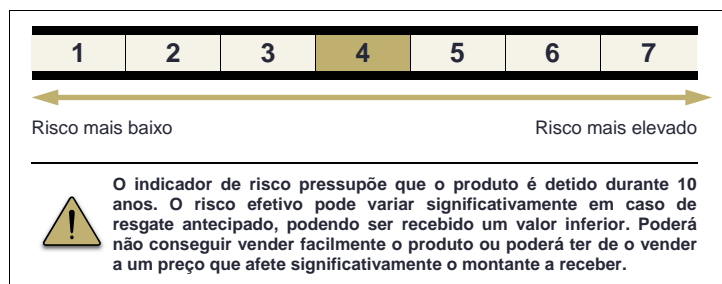 1 2 3 4 5 6 7
Risco mais baixo Risco mais elevado
O indicador de risco pressupõe que o produto é detido durante 10
anos. O risco efetivo pode variar significativamente em caso de
resgate antecipado, podendo ser recebido um valor inferior. Poderá
não conseguir vender facilmente o produto ou poderá ter de o vender
a um preço que afete significativamente o montante a receber.